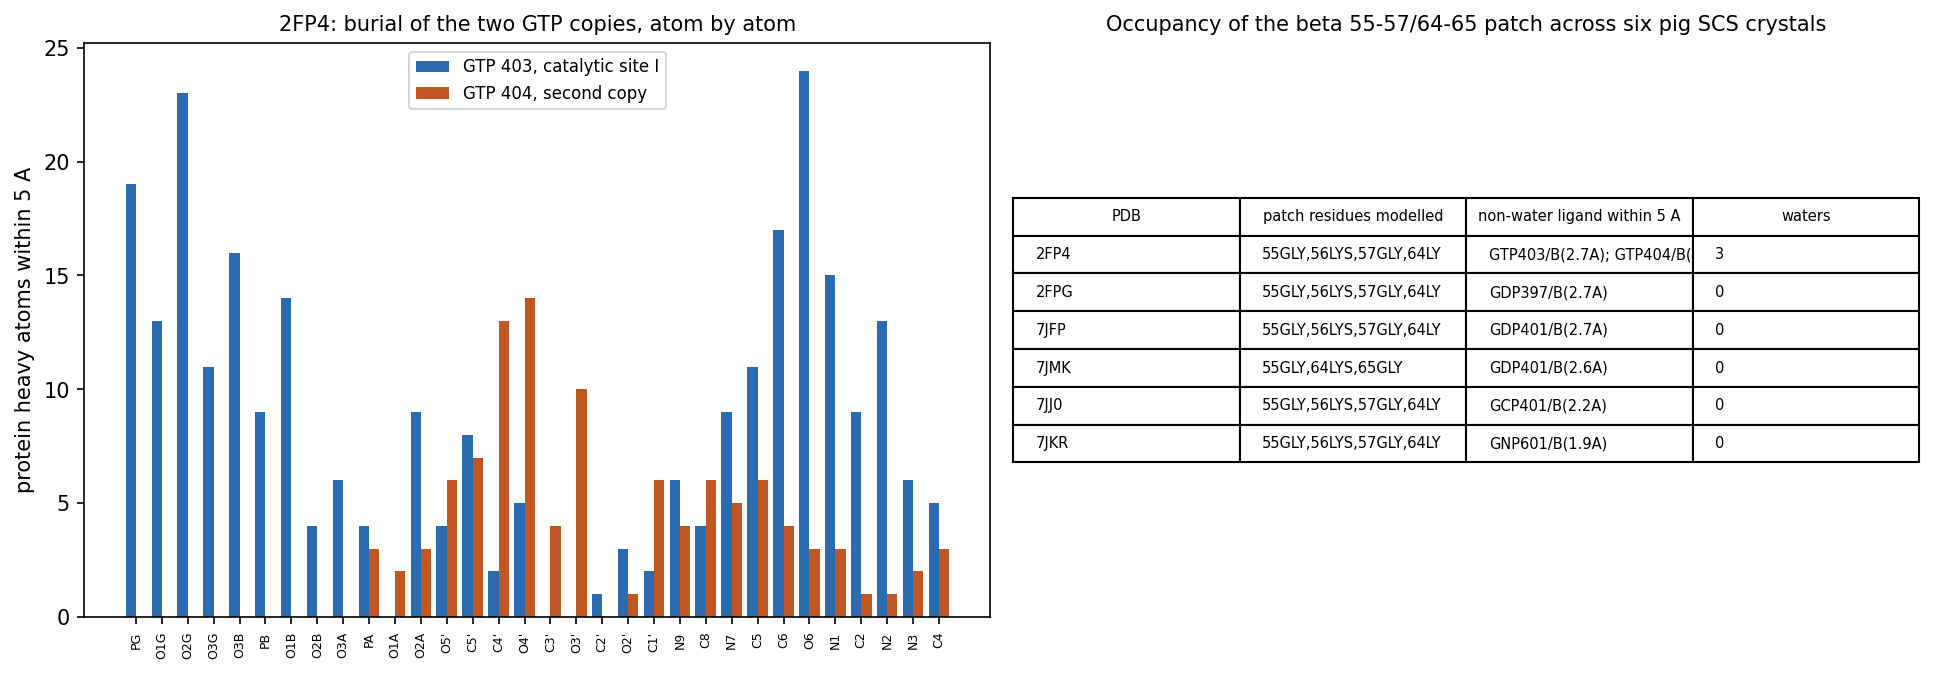 2FP4: burial of the two GTP copies, atom by atom
protein heavy atoms within 5 A
25
20
15
10
5
0
GTP 403, catalytic site I
GTP 404, second copy
PG O1G O2G O3G O3B PB O1B O2B O3A PA O1A O2A O5' C5' C4' O4' C3' O3' C2' O2' C1' N9 C8 N7 C5 C6 O6 N1 C2 N2 N3 C4
Occupancy of the beta 55-57/64-65 patch across six pig SCS crystals
PDB patch residues modelled non-water ligand within 5 A waters
2FP4 55GLY,56LYS,57GLY,64LY GTP403/B(2.7A); GTP404/B( 3
2FPG 55GLY,56LYS,57GLY,64LY GDP397/B(2.7A) 0
7JFP 55GLY,56LYS,57GLY,64LY GDP401/B(2.7A) 0
7JMK 55GLY,64LYS,65GLY GDP401/B(2.6A) 0
7JJ0 55GLY,56LYS,57GLY,64LY GCP401/B(2.2A) 0
7JKR 55GLY,56LYS,57GLY,64LY GNP601/B(1.9A) 0